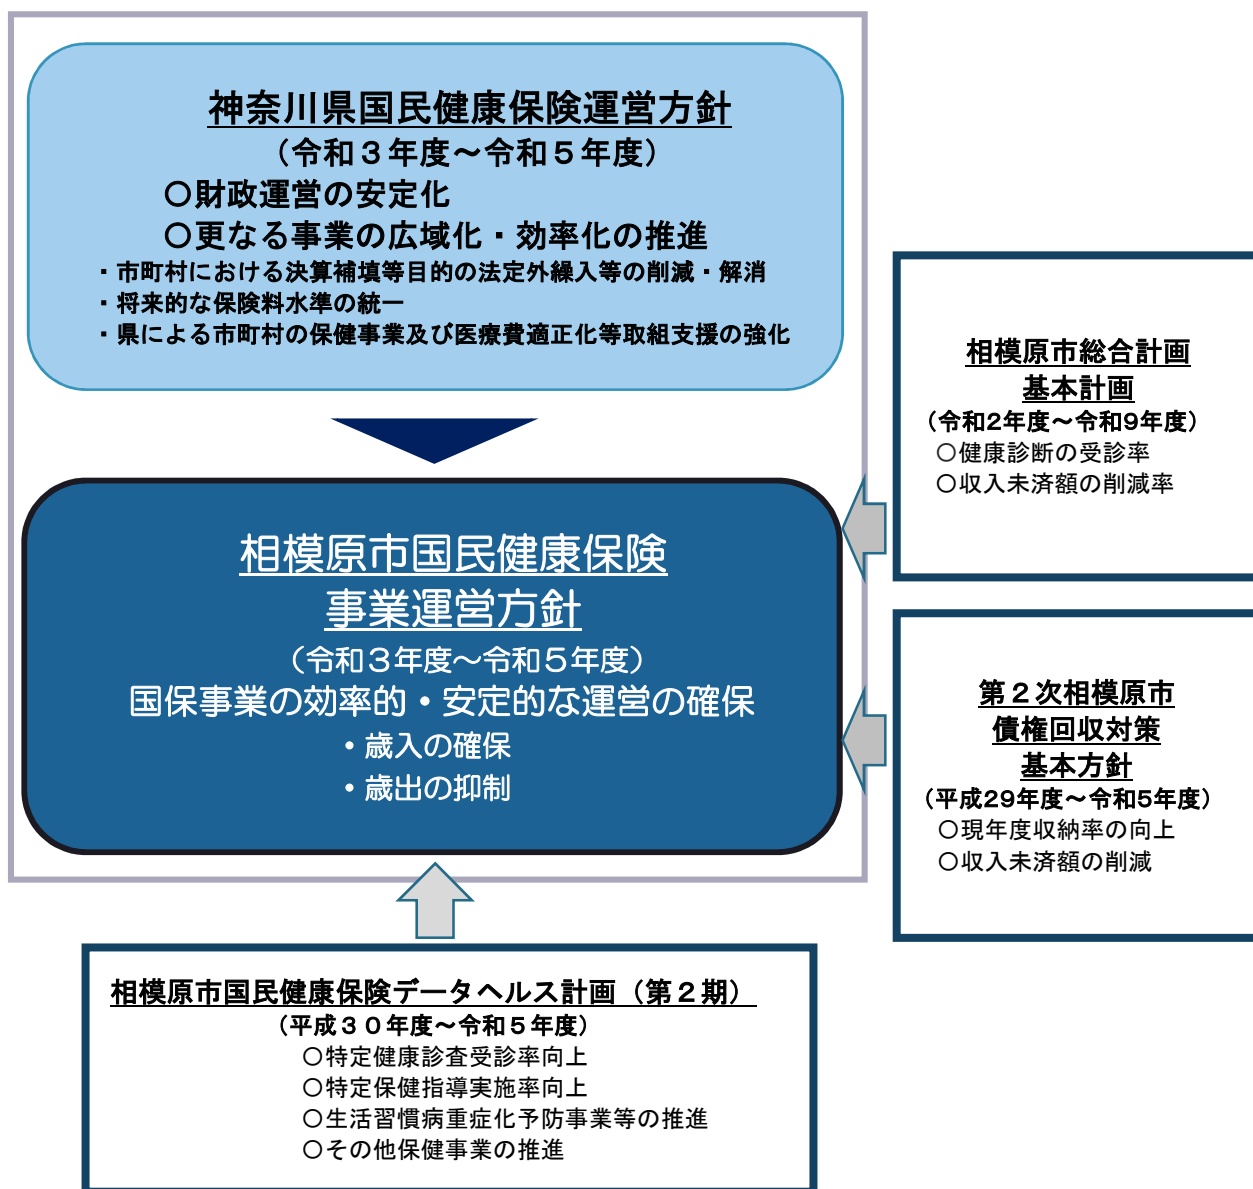 神奈川県国民健康保険運営方針
（令和３年度～令和５年度）
○財政運営の安定化
○更なる事業の広域化・効率化の推進
・市町村における決算補填等目的の法定外繰入等の削減・解消
・将来的な保険料水準の統一
・県による市町村の保健事業及び医療費適正化等取組支援の強化
相模原市国民健康保険
事業運営方針
（令和３年度～令和５年度）
国保事業の効率的・安定的な運営の確保
・歳入の確保
・歳出の抑制
相模原市総合計画
基本計画
（令和2年度～令和9年度）
○健康診断の受診率
○収入未済額の削減率
第２次相模原市
債権回収対策
基本方針
（平成29年度～令和5年度）
○現年度収納率の向上
○収入未済額の削減
相模原市国民健康保険データヘルス計画（第２期）
（平成３０年度～令和５年度）
○特定健康診査受診率向上
○特定保健指導実施率向上
○生活習慣病重症化予防事業等の推進
○その他保健事業の推進